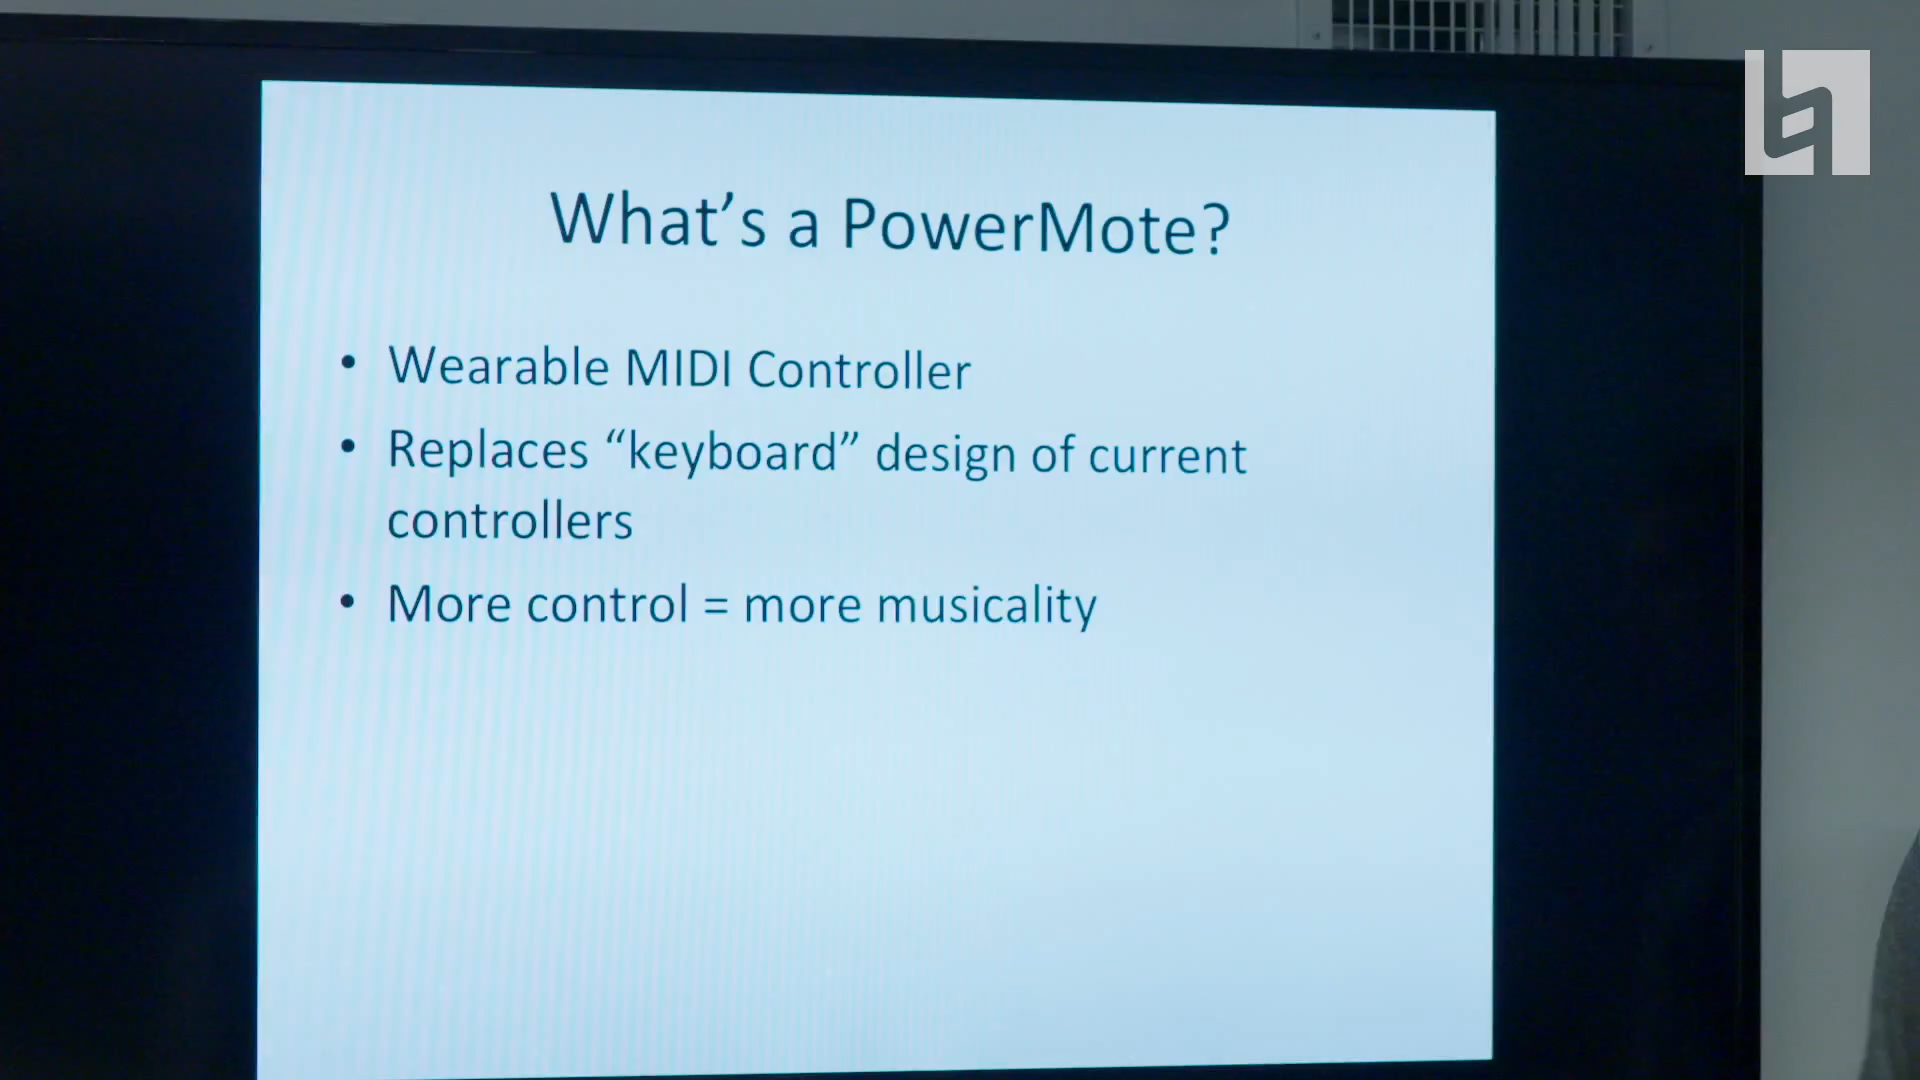 What’s a PowerMote?
• Wearable MIDI Controller
• Replaces “keyboard” design of current
controllers
• More control = more musicality